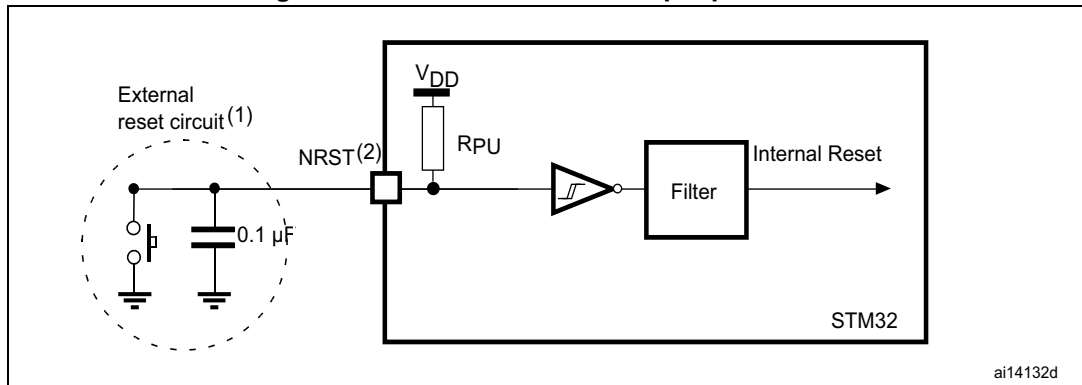 External
reset circuit(1)
VDD
RPU
NRST(2)
Internal Reset
Filter
0.1 µF
STM32
ai14132d